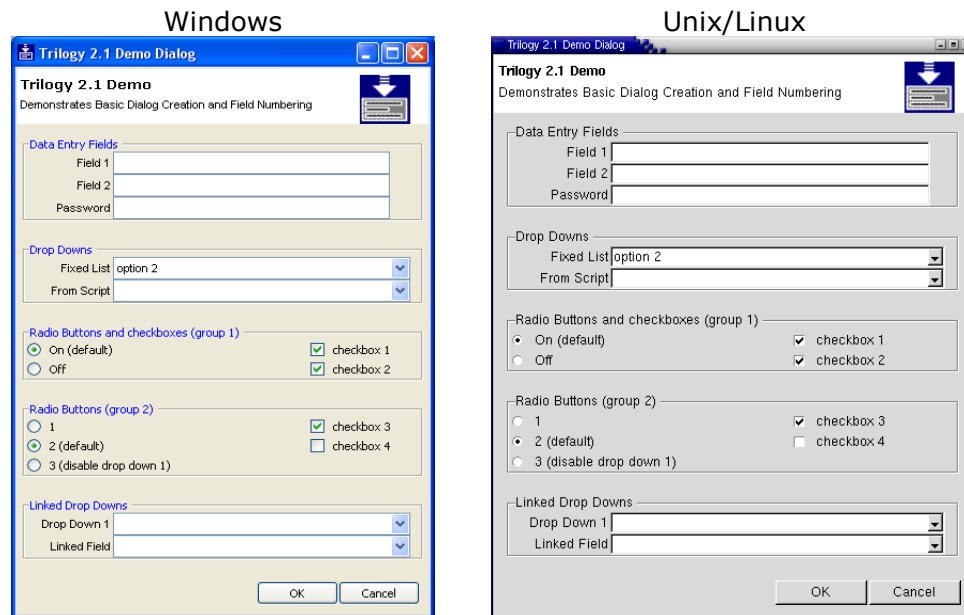 Windows
Trilogy 2.1 Demo Dialog
Trilogy 2.1 Demo
Demonstrates Basic Dialog Creation and Field Numbering
Data Entry Fields
Field 1
Field 2
Password
Drop Downs
Fixed List option 2
From Script
Radio Buttons and checkboxes (group 1)
On (default) checkbox 1
Off checkbox 2
Radio Buttons (group 2)
1 checkbox 3
2 (default) checkbox 4
3 (disable drop down 1)
Linked Drop Downs
Drop Down 1
Linked Field
OK Cancel
Unix/Linux
Trilogy 2.1 Demo Dialog
Trilogy 2.1 Demo
Demonstrates Basic Dialog Creation and Field Numbering
Data Entry Fields
Field 1
Field 2
Password
Drop Downs
Fixed List option 2
From Script
Radio Buttons and checkboxes (group 1)
On (default) checkbox 1
Off checkbox 2
Radio Buttons (group 2)
1 checkbox 3
2 (default) checkbox 4
3 (disable drop down 1)
Linked Drop Downs
Drop Down 1
Linked Field
OK Cancel